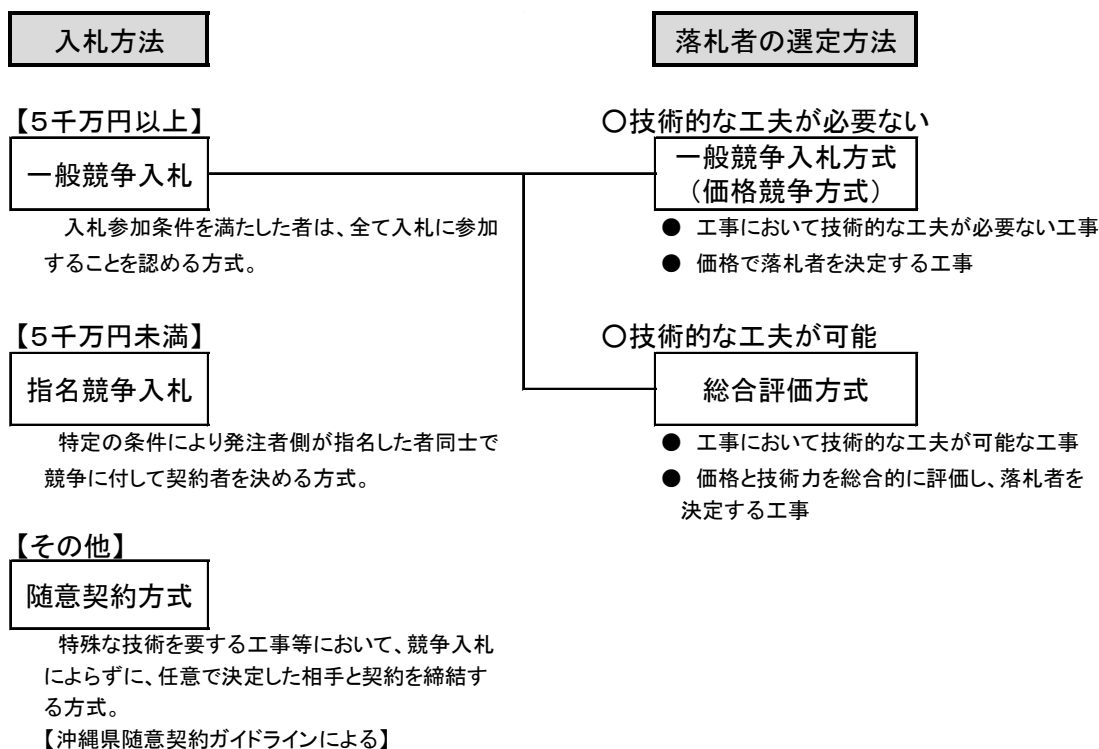 入札方法
【5千万円以上】
一般競争入札
入札参加条件を満たした者は、全て入札に参加
することを認める方式。
【5千万円未満】
指名競争入札
特定の条件により発注者側が指名した者同士で
競争に付して契約者を決める方式。
【その他】
随意契約方式
特殊な技術を要する工事等において、競争入札
によらずに、任意で決定した相手と契約を締結す
る方式。
【沖縄県随意契約ガイドラインによる】
落札者の選定方法
〇技術的な工夫が必要ない
一般競争入札方式
（価格競争方式）
● 工事において技術的な工夫が必要ない工事
● 価格で落札者を決定する工事
〇技術的な工夫が可能
総合評価方式
● 工事において技術的な工夫が可能な工事
● 価格と技術力を総合的に評価し、落札者を
決定する工事